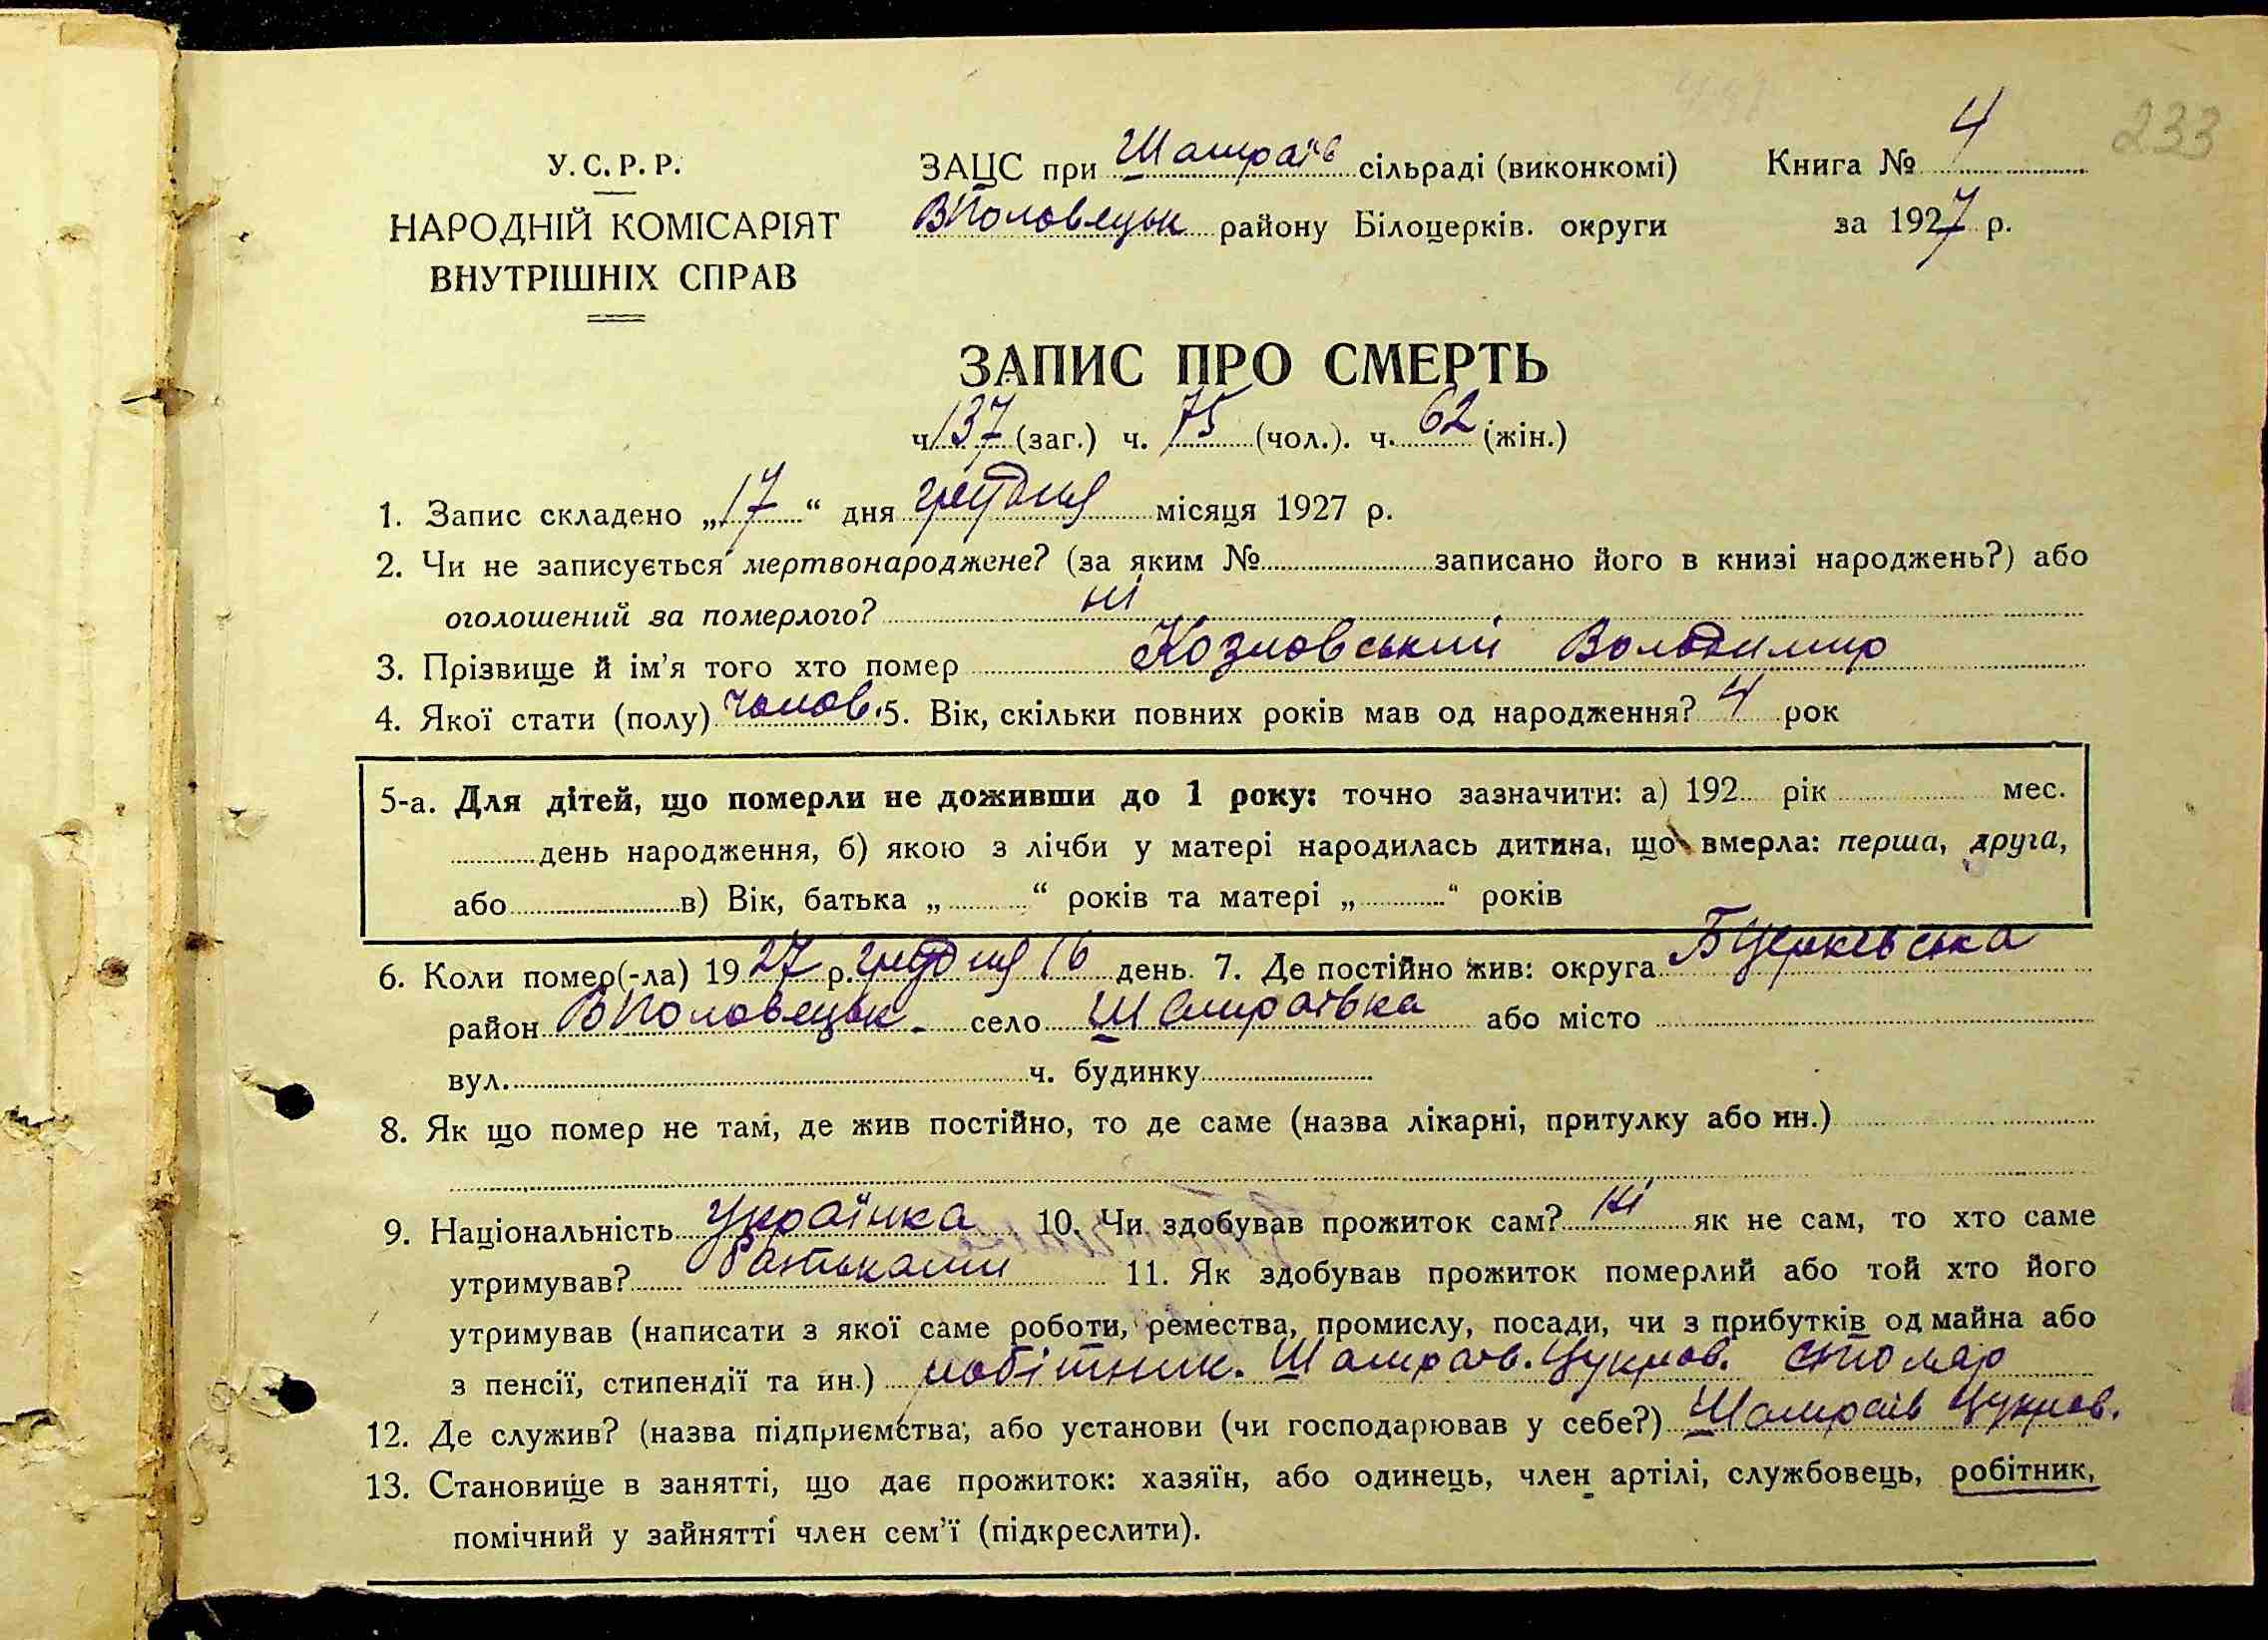 233
У.С.Р.Р. ЗАЦС при Шамраїв сільраді (виконкомі) Книга № 4
НАРОДНІЙ КОМІСАРІЯТ ВПоловецьк району Білоцерків. округи за 1927 р.
ВНУТРІШНІХ СПРАВ
ЗАПИС ПРО СМЕРТЬ
ч. 137 (заг.) ч. 75 (чол.). ч. 62 (жін.)
1. Запис складено „17“ дня грудня місяця 1927 р.
2. Чи не записується мертвонароджене? (за яким № записано його в книзі народжень?) або
оголошений за померлого? ні
3. Прізвище й ім’я того хто помер Козловський Володимир
4. Якої стати (полу) чолов. 5. Вік, скільки повних років мав од народження? 4 рок
5-а. Для дітей, що померли не доживши до 1 року: точно зазначити: а) 192 рік мес.
день народження, б) якою з лічби у матері народилась дитина, що вмерла: перша, друга,
або в) Вік, батька „ “ років та матері „ “ років
6. Коли помер(-ла) 1927 р. грудня 16 день. 7. Де постійно жив: округа БЦерківська
район ВПоловецьк. село Шамраївка або місто
вул. ч. будинку
8. Як що помер не там, де жив постійно, то де саме (назва лікарні, притулку або ин.)
9. Національність Українка 10. Чи здобував прожиток сам? ні як не сам, то хто саме
утримував? батьками 11. Як здобував прожиток померлий або той хто його
утримував (написати з якої саме роботи, ремества, промислу, посади, чи з прибутків од майна або
з пенсії, стипендії та ин.) робітник. Шамраїв. Цукров. столяр
12. Де служив? (назва підприємства; або установи (чи господарював у себе?) Шамраїв Цукров.
13. Становище в занятті, що дає прожиток: хазяїн, або одинець, член артілі, службовець, робітник,
помічний у зайнятті член сем’ї (підкреслити).